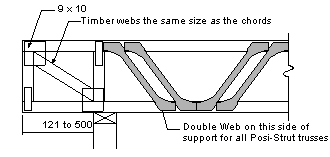 9 x 10
Timber webs the same size as the chords
121 to 500
Double Web on this side of
support for all Posi-Strut trusses